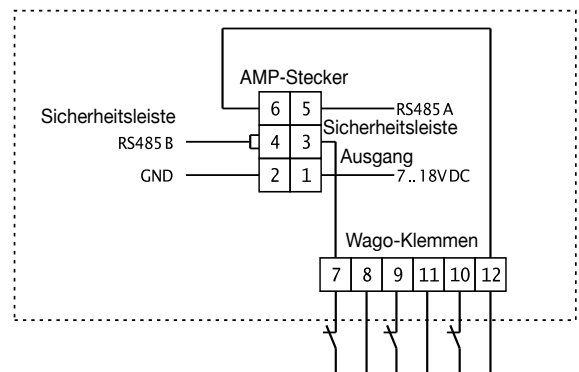 AMP-Stecker
6 5 RS485 A
Sicherheitsleiste
Sicherheitsleiste
RS485 B 4 3
Ausgang
GND 2 1 7..18V DC
Wago-Klemmen
7 8 9 11 10 12